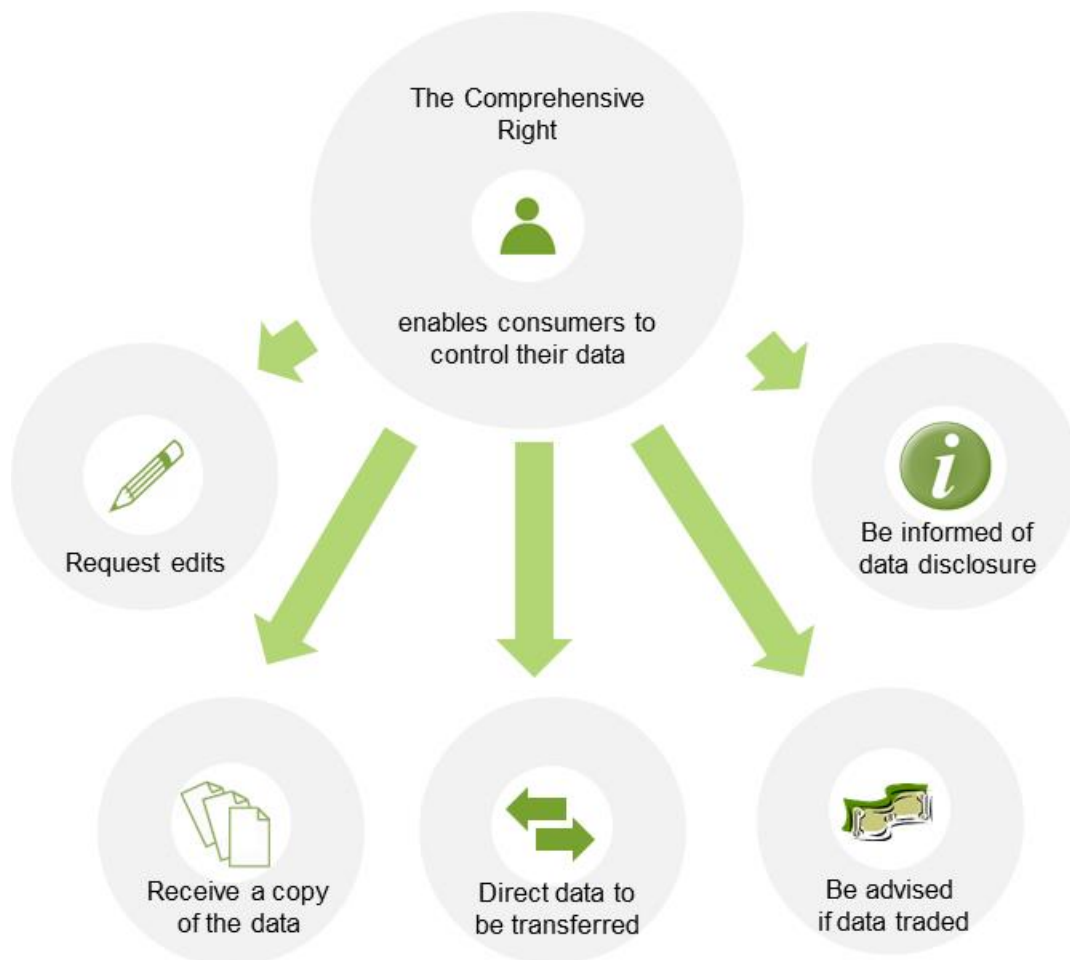 The Comprehensive
Right
enables consumers to
control their data
Request edits
i
Be informed of
data disclosure
Receive a copy
of the data
Direct data to
be transferred
Be advised
if data traded